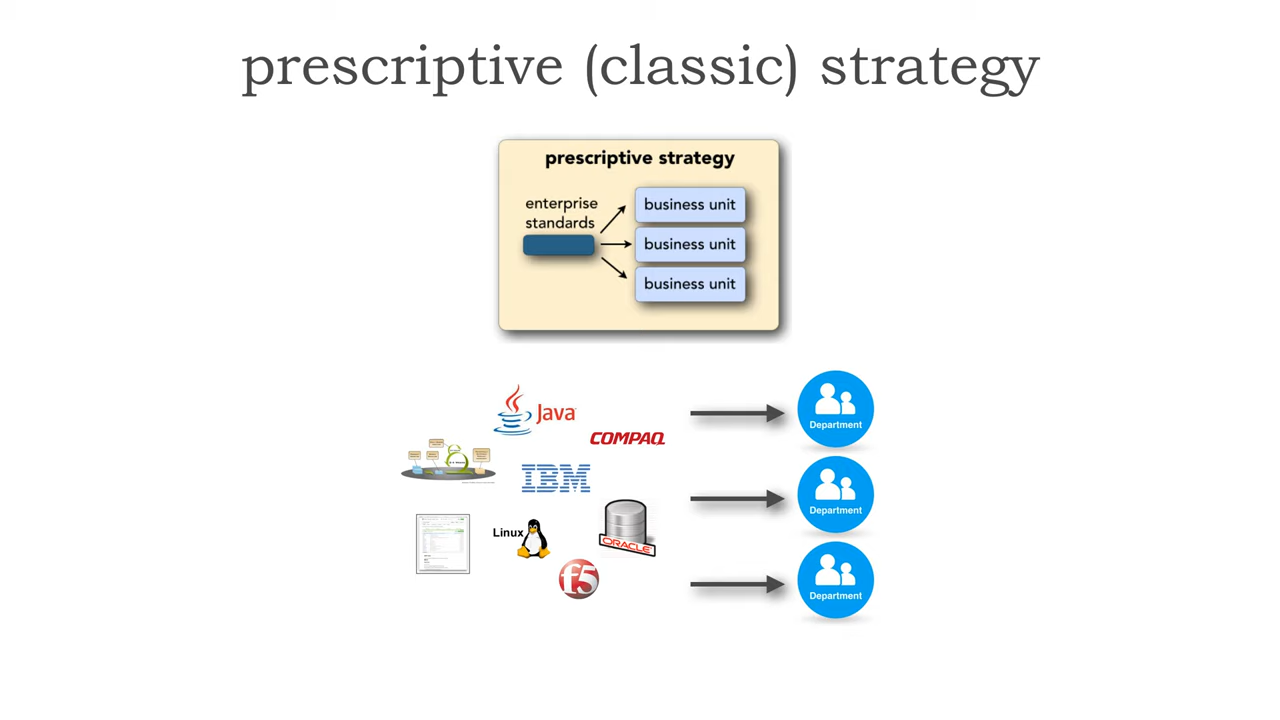 prescriptive (classic) strategy
prescriptive strategy
enterprise
standards
business unit
business unit
business unit
Java
COMPAQ
IBM
Linux
ORACLE
f5
Department
Department
Department